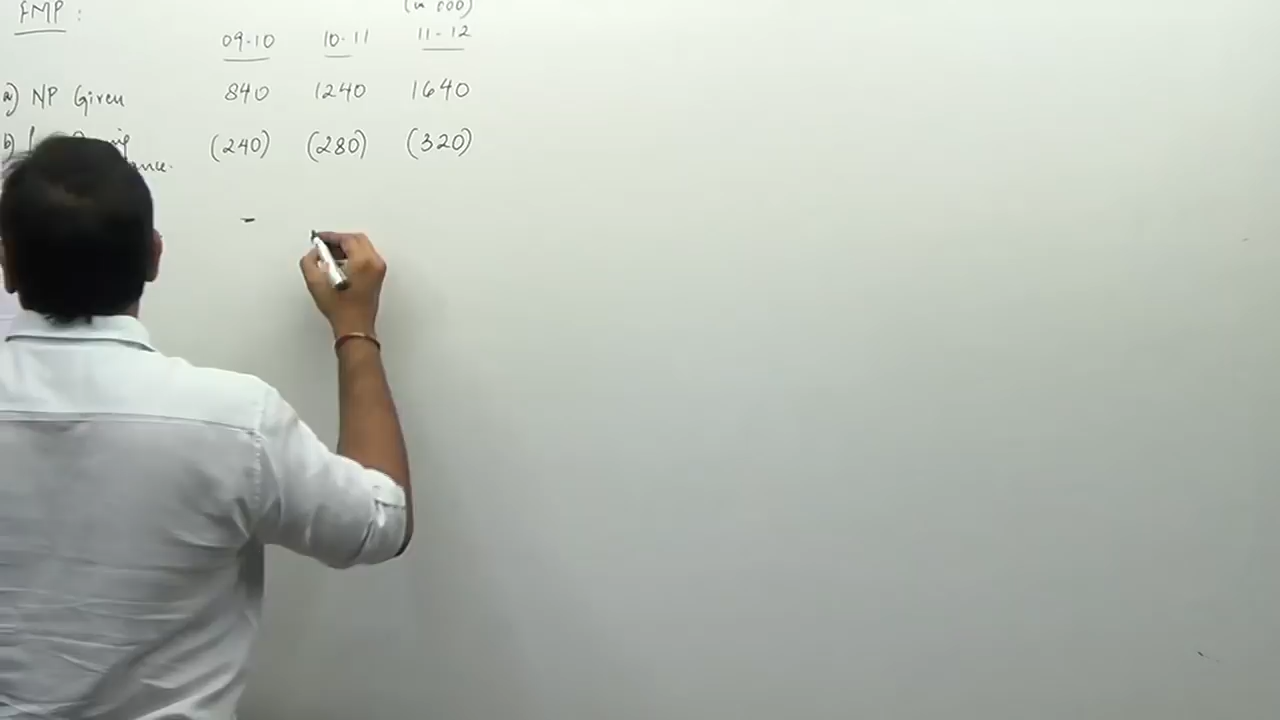 FMP :
(in 000)
09-10 10-11 11-12
a) NP Given 840 1240 1640
b) (240) (280) (320)
-